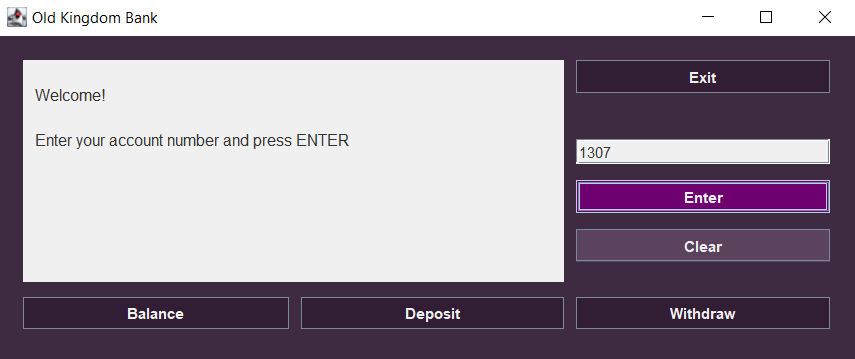 Old Kingdom Bank
Welcome!
Enter your account number and press ENTER
Exit
1307
Enter
Clear
Balance
Deposit
Withdraw